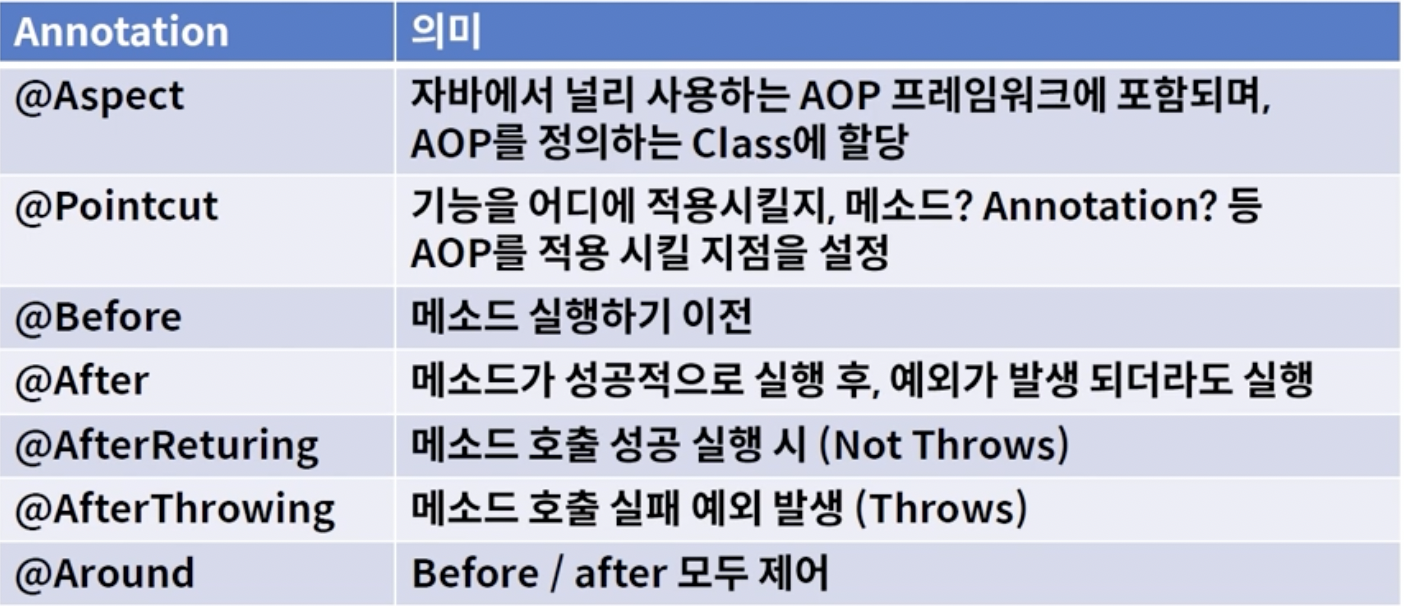 Annotation 의미
@Aspect 자바에서 널리 사용하는 AOP 프레임워크에 포함되며,
AOP를 정의하는 Class에 할당
@Pointcut 기능을 어디에 적용시킬지, 메소드? Annotation? 등
AOP를 적용 시킬 지점을 설정
@Before 메소드 실행하기 이전
@After 메소드가 성공적으로 실행 후, 예외가 발생 되더라도 실행
@AfterReturing 메소드 호출 성공 실행 시 (Not Throws)
@AfterThrowing 메소드 호출 실패 예외 발생 (Throws)
@Around Before / after 모두 제어